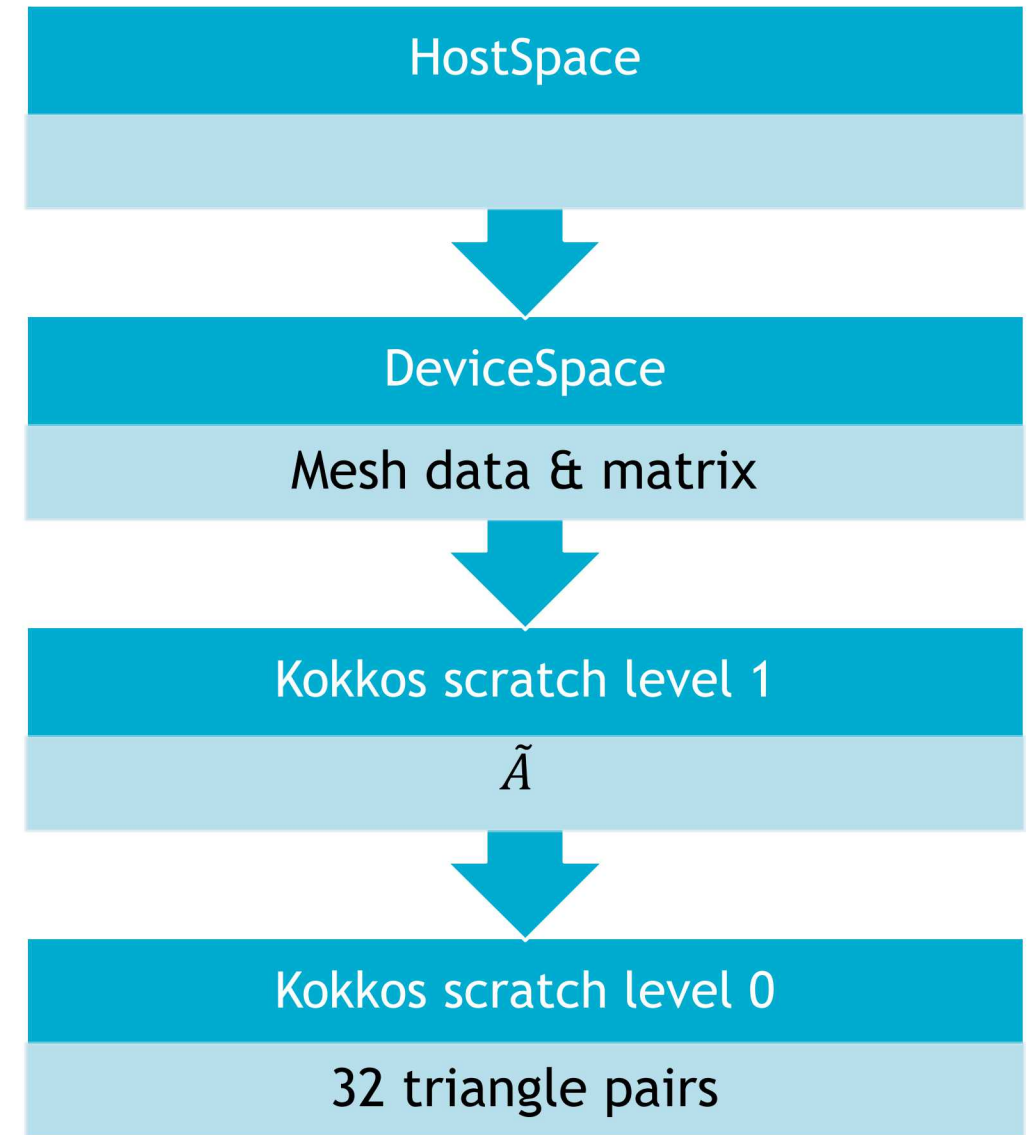 HostSpace
DeviceSpace
Mesh data & matrix
Kokkos scratch level 1
Ã
Kokkos scratch level 0
32 triangle pairs